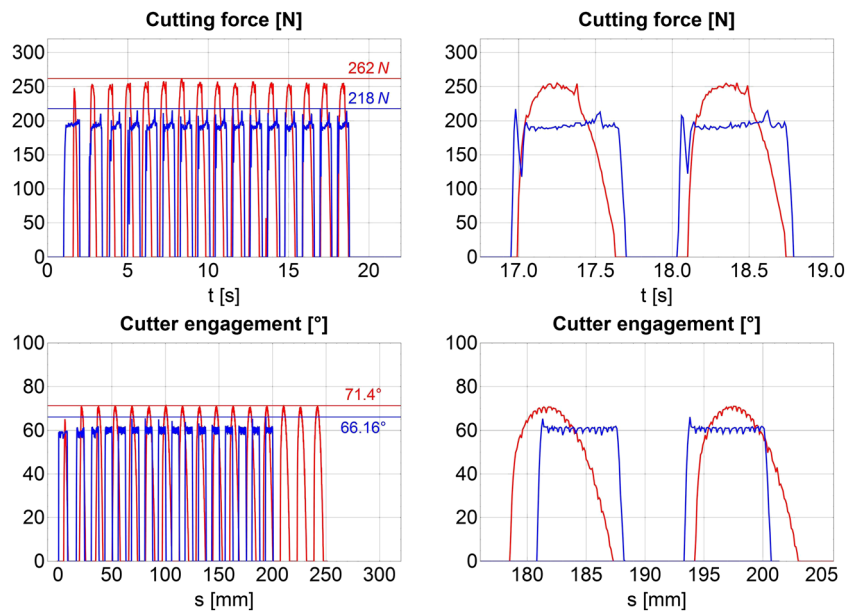 Cutting force [N]
300
250
200
150
100
50
0
262 N
218 N
0 5 10 15 20
t [s]
Cutting force [N]
300
250
200
150
100
50
0
17.0 17.5 18.0 18.5 19.0
t [s]
Cutter engagement [°]
100
80
60
40
20
0
71.4°
66.16°
0 50 100 150 200 250 300
s [mm]
Cutter engagement [°]
100
80
60
40
20
0
180 185 190 195 200 205
s [mm]